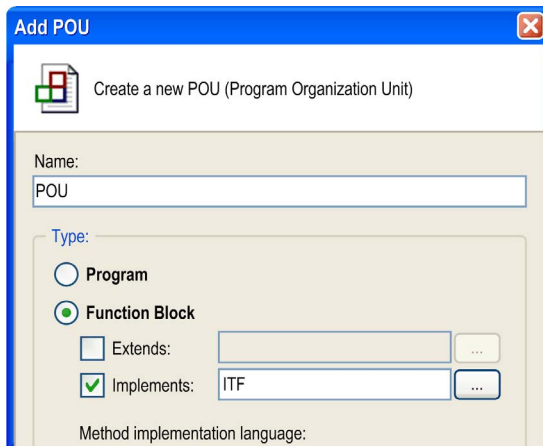 Add POU
Create a new POU (Program Organization Unit)
Name:
POU
Type:
Program
Function Block
Extends:
...
Implements:
ITF
...
Method implementation language: